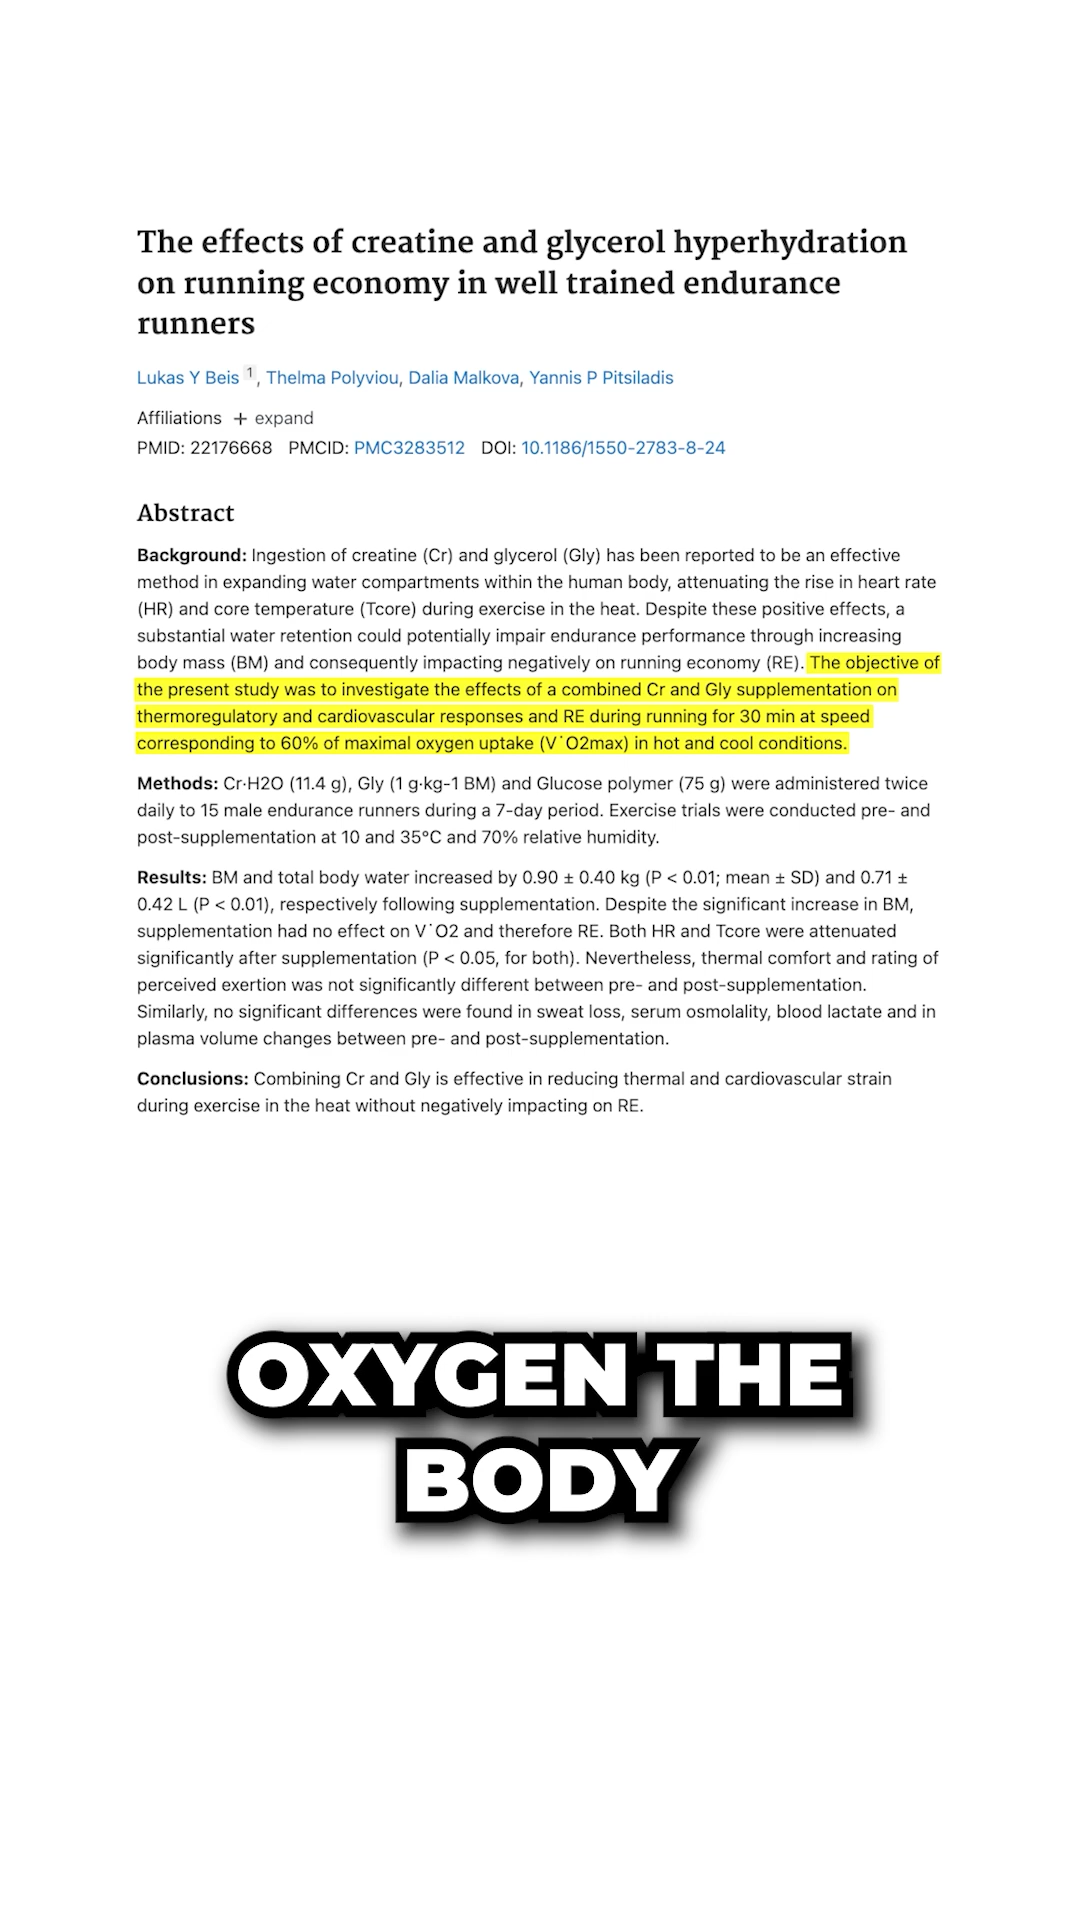 The effects of creatine and glycerol hyperhydration
on running economy in well trained endurance
runners
Lukas Y Beis 1, Thelma Polyviou, Dalia Malkova, Yannis P Pitsiladis
Affiliations + expand
PMID: 22176668 PMCID: PMC3283512 DOI: 10.1186/1550-2783-8-24
Abstract
Background: Ingestion of creatine (Cr) and glycerol (Gly) has been reported to be an effective
method in expanding water compartments within the human body, attenuating the rise in heart rate
(HR) and core temperature (Tcore) during exercise in the heat. Despite these positive effects, a
substantial water retention could potentially impair endurance performance through increasing
body mass (BM) and consequently impacting negatively on running economy (RE). The objective of
the present study was to investigate the effects of a combined Cr and Gly supplementation on
thermoregulatory and cardiovascular responses and RE during running for 30 min at speed
corresponding to 60% of maximal oxygen uptake (V˙O2max) in hot and cool conditions.
Methods: Cr·H2O (11.4 g), Gly (1 g·kg-1 BM) and Glucose polymer (75 g) were administered twice
daily to 15 male endurance runners during a 7-day period. Exercise trials were conducted pre- and
post-supplementation at 10 and 35°C and 70% relative humidity.
Results: BM and total body water increased by 0.90 ± 0.40 kg (P < 0.01; mean ± SD) and 0.71 ±
0.42 L (P < 0.01), respectively following supplementation. Despite the significant increase in BM,
supplementation had no effect on V˙O2 and therefore RE. Both HR and Tcore were attenuated
significantly after supplementation (P < 0.05, for both). Nevertheless, thermal comfort and rating of
perceived exertion was not significantly different between pre- and post-supplementation.
Similarly, no significant differences were found in sweat loss, serum osmolality, blood lactate and in
plasma volume changes between pre- and post-supplementation.
Conclusions: Combining Cr and Gly is effective in reducing thermal and cardiovascular strain
during exercise in the heat without negatively impacting on RE.
OXYGEN THE
BODY